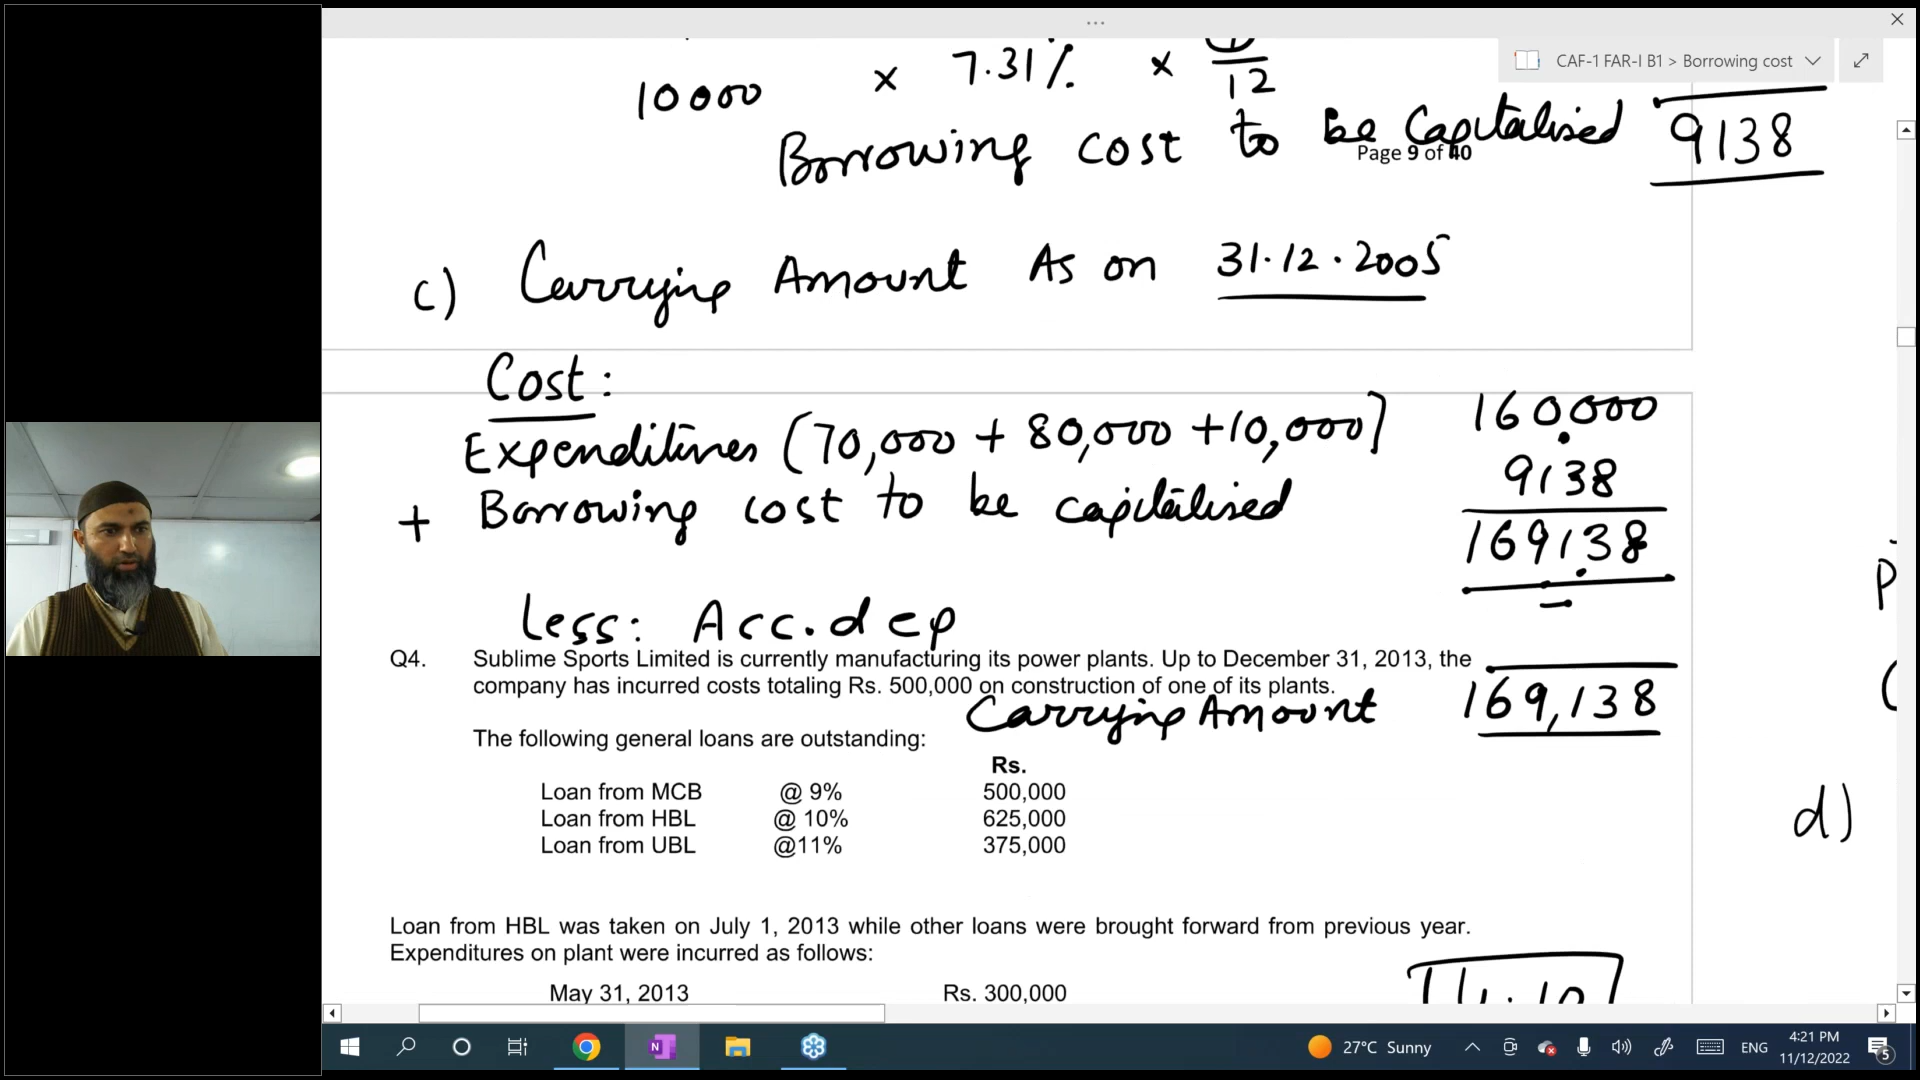 CAF-1 FAR-I B1 > Borrowing cost
10000 × 7.31% × /12
Borrowing cost to be Capitalised 9138
Page 9 of 40
c) Carrying Amount As on 31.12.2005
Cost:
Expenditures (70,000 + 80,000 + 10,000) 160000
+ Borrowing cost to be capitalised 9138
169138
Less: Acc.dep
Q4. Sublime Sports Limited is currently manufacturing its power plants. Up to December 31, 2013, the
company has incurred costs totaling Rs. 500,000 on construction of one of its plants.
Carrying Amount 169,138
The following general loans are outstanding:
Rs.
Loan from MCB @ 9% 500,000
Loan from HBL @ 10% 625,000
Loan from UBL @11% 375,000
d)
Loan from HBL was taken on July 1, 2013 while other loans were brought forward from previous year.
Expenditures on plant were incurred as follows:
May 31, 2013 Rs. 300,000
27°C Sunny
ENG
4:21 PM
11/12/2022
5